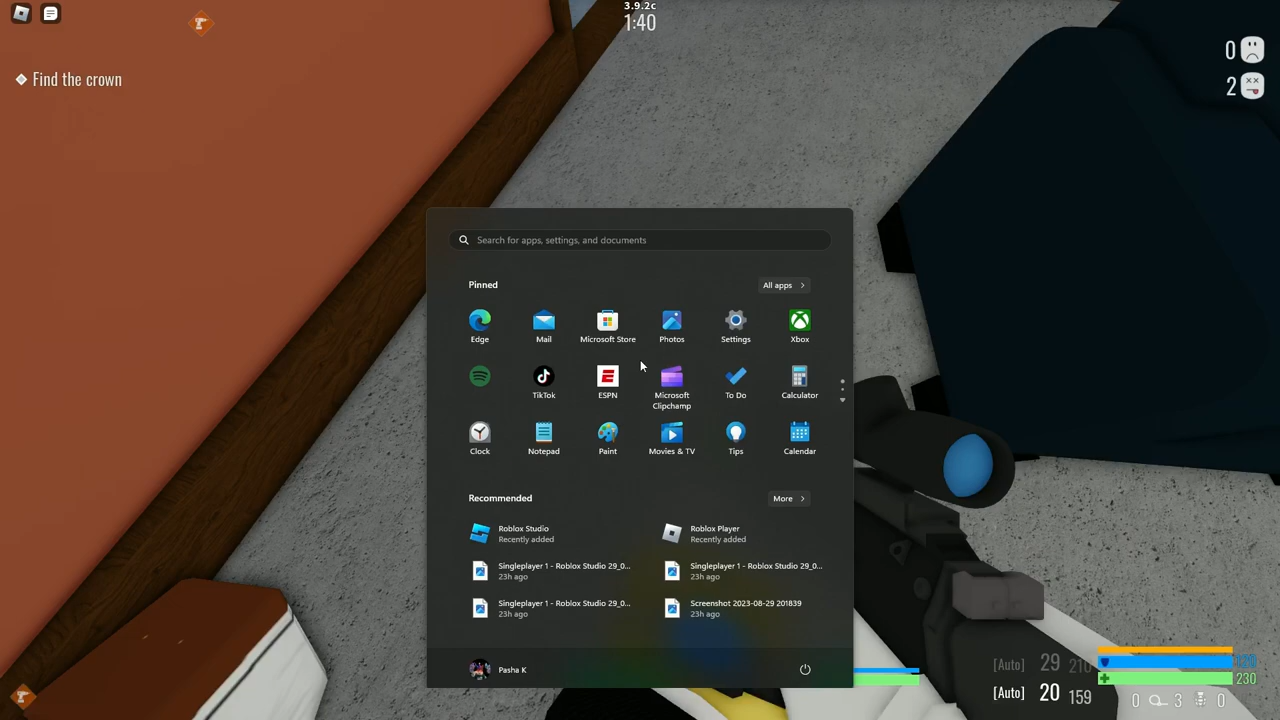 3.9.2c
1:40
Find the crown
0
2
Search for apps, settings, and documents
Pinned
All apps
Edge
Mail
Microsoft Store
Photos
Settings
Xbox
TikTok
ESPN
Microsoft
Clipchamp
To Do
Calculator
Clock
Notepad
Paint
Movies & TV
Tips
Calendar
Recommended
More
Roblox Studio
Recently added
Roblox Player
Recently added
Singleplayer 1 - Roblox Studio 29_0...
23h ago
Singleplayer 1 - Roblox Studio 29_0...
23h ago
Singleplayer 1 - Roblox Studio 29_0...
23h ago
Screenshot 2023-08-29 201839
23h ago
Pasha K
[Auto] 29 210
[Auto] 20 159
230
0 3 0